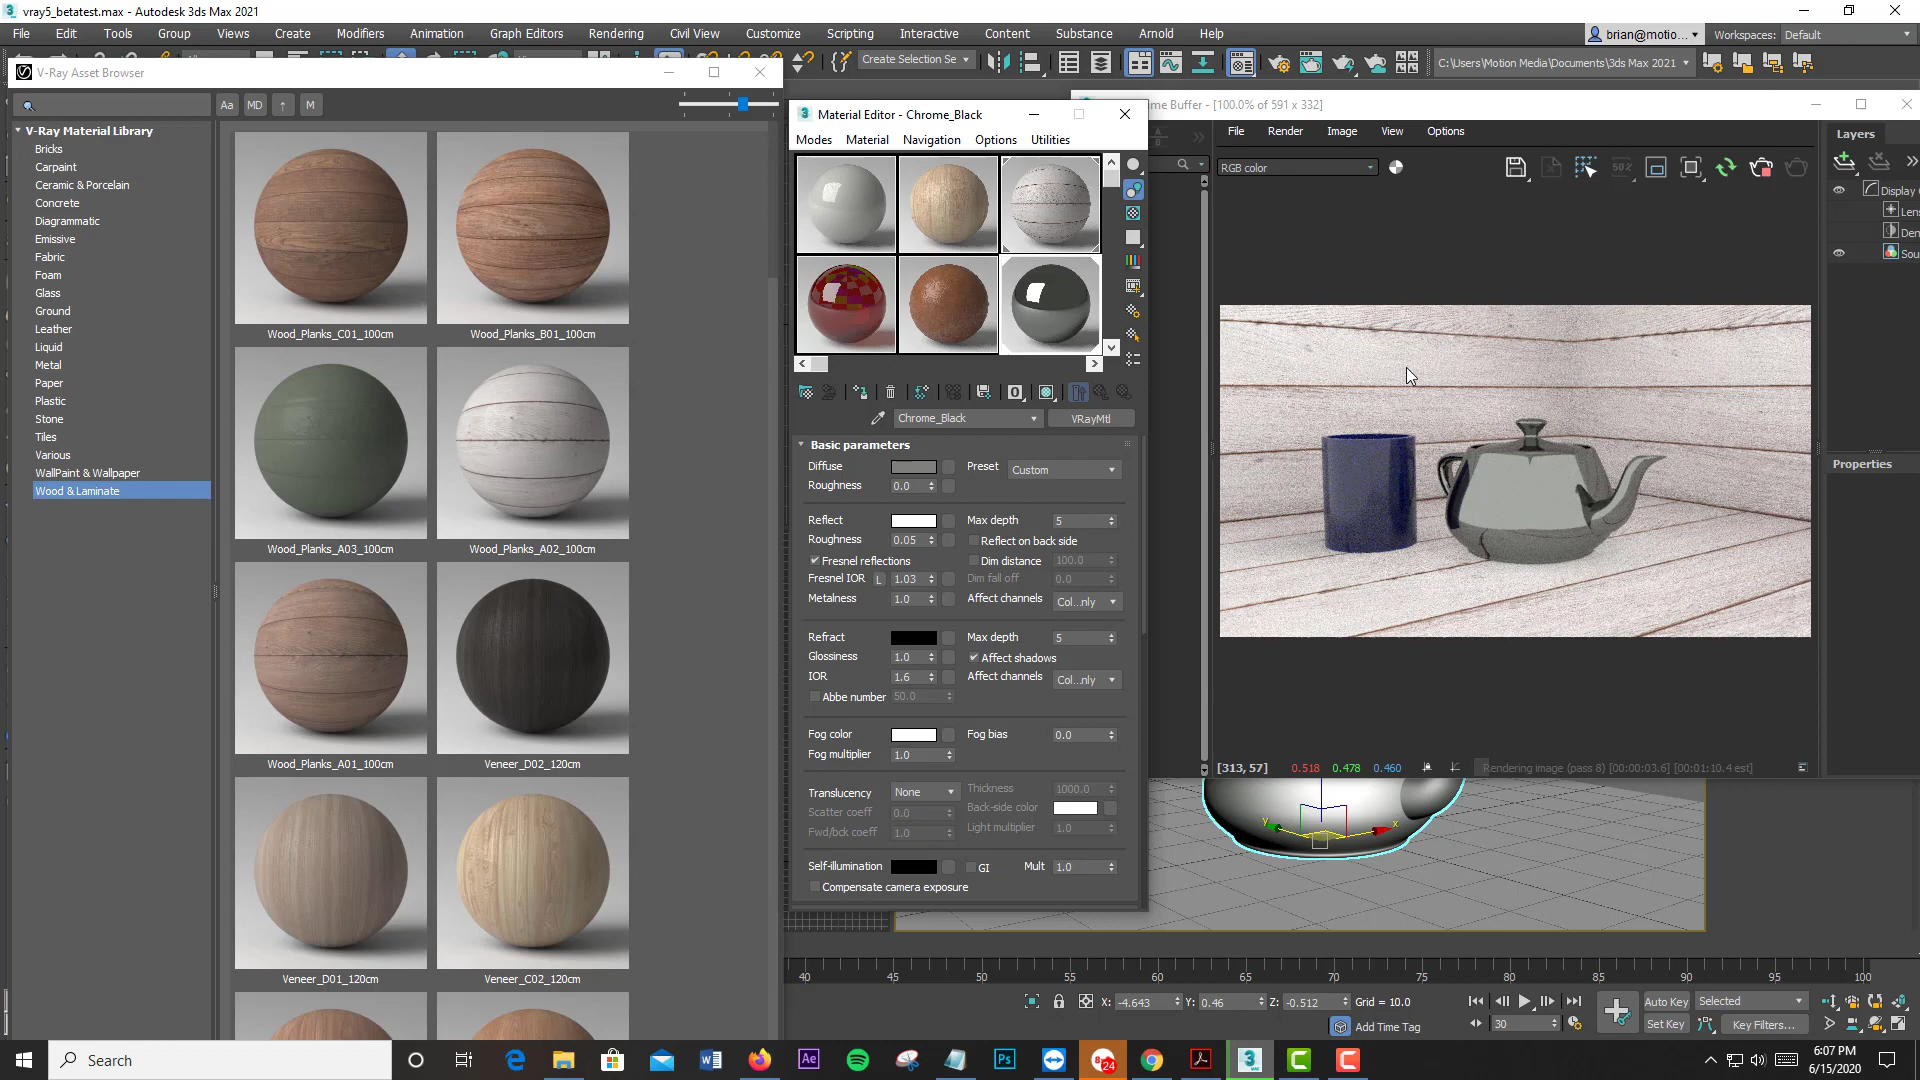 vray5_betatest.max - Autodesk 3ds Max 2021
File Edit Tools Group Views Create Modifiers Animation Graph Editors Rendering Civil View Customize Scripting Interactive Content Substance Arnold Help
brian@motio...
Workspaces: Default
Create Selection Se
C:\Users\Motion Media\Documents\3ds Max 2021
V-Ray Asset Browser
Aa MD ↑ M
V-Ray Material Library
Bricks
Carpaint
Ceramic & Porcelain
Concrete
Diagrammatic
Emissive
Fabric
Foam
Glass
Ground
Leather
Liquid
Metal
Paper
Plastic
Stone
Tiles
Various
WallPaint & Wallpaper
Wood & Laminate
Wood_Planks_C01_100cm
Wood_Planks_B01_100cm
Wood_Planks_A03_100cm
Wood_Planks_A02_100cm
Wood_Planks_A01_100cm
Veneer_D02_120cm
Veneer_D01_120cm
Veneer_C02_120cm
Material Editor - Chrome_Black
Modes Material Navigation Options Utilities
Chrome_Black
VRayMtl
Basic parameters
Diffuse Preset Custom
Roughness 0.0
Reflect Max depth 5
Roughness 0.05 Reflect on back side
Fresnel reflections Dim distance 100.0
Fresnel IOR L 1.03 Dim fall off 0.0
Metalness 1.0 Affect channels Col...nly
Refract Max depth 5
Glossiness 1.0 Affect shadows
IOR 1.6 Affect channels Col...nly
Abbe number 50.0
Fog color Fog bias 0.0
Fog multiplier 1.0
Translucency None Thickness 1000.0
Scatter coeff 0.0 Back-side color
Fwd/bck coeff 1.0 Light multiplier 1.0
Self-illumination GI Mult 1.0
Compensate camera exposure
me Buffer - [100.0% of 591 x 332]
File Render Image View Options
RGB color
50%
Layers
Display
Len
Den
Sou
Properties
[313, 57] 0.518 0.478 0.460
Rendering image (pass 8) [00:00:03.6] [00:01:10.4 est]
y x
40 45 50 55 60 65 70 75 80 85 90 95 100
X: -4.643 Y: 0.46 Z: -0.512 Grid = 10.0
Add Time Tag
30
Auto Key Selected
Set Key Key Filters...
Search
Ae
Ps
24
6:07 PM
6/15/2020